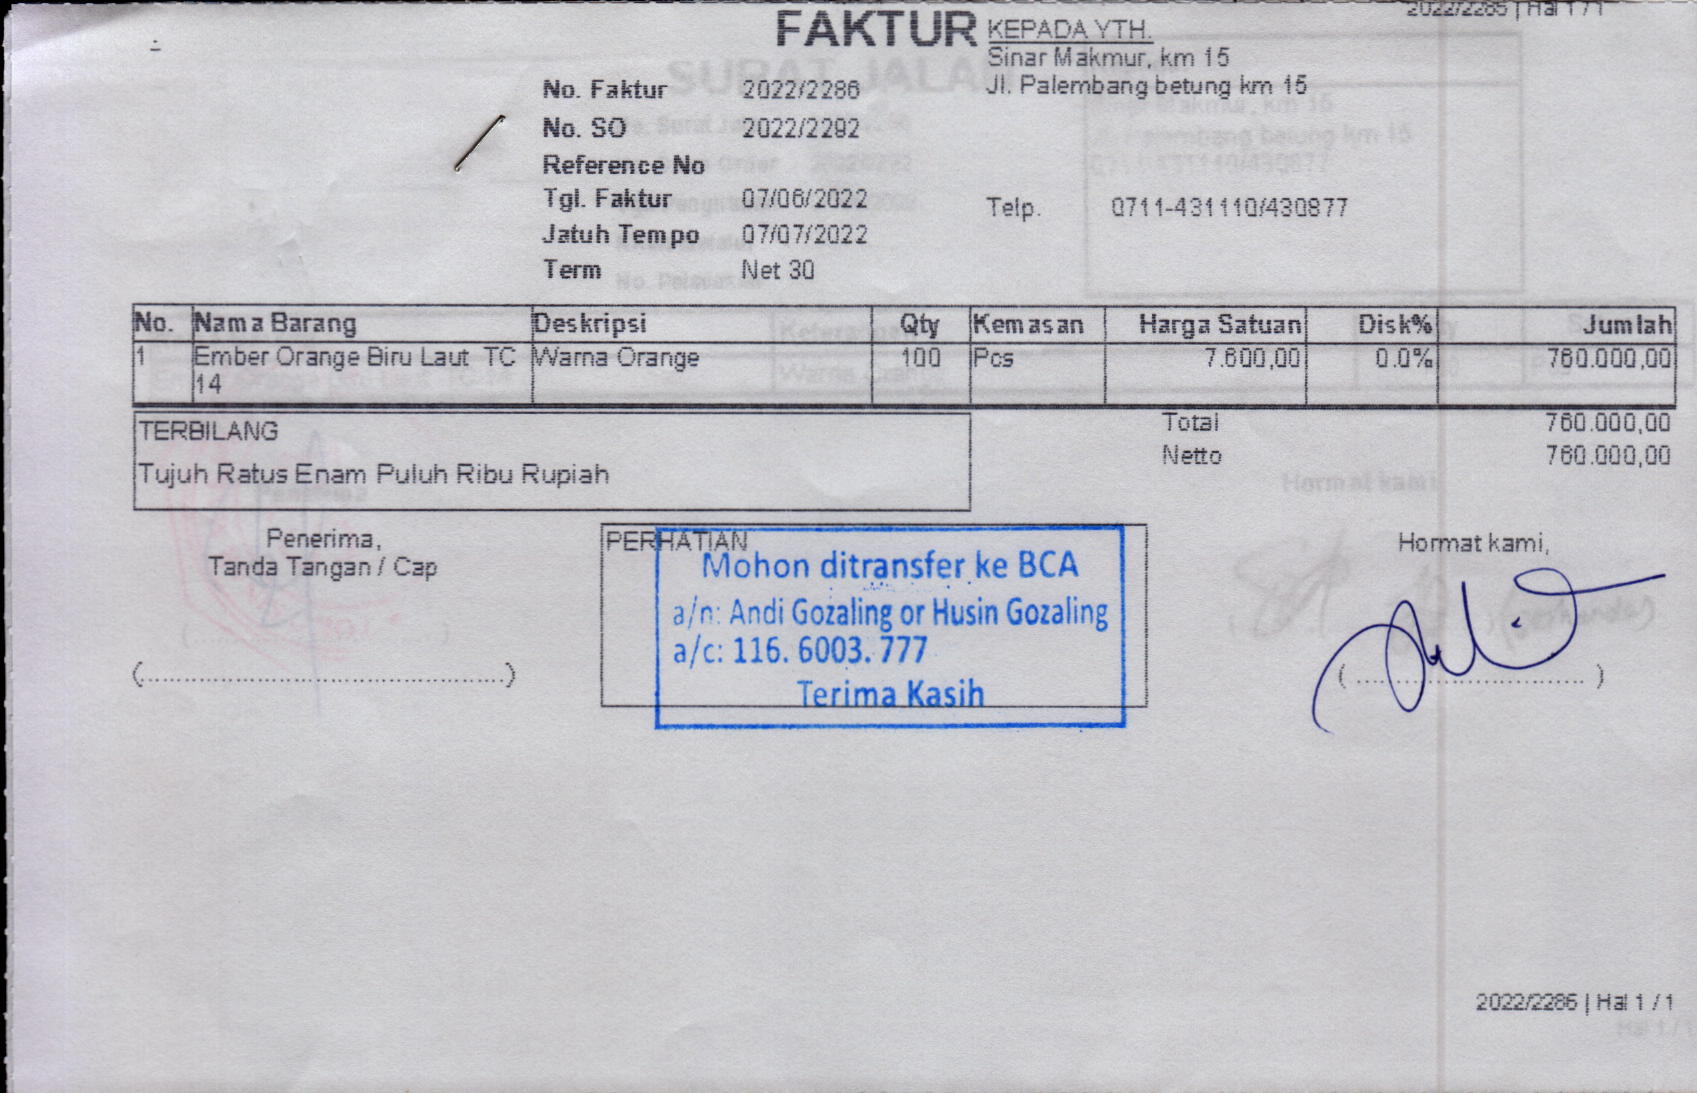 2022/2286 | Hal 1 / 1
FAKTUR
KEPADA YTH.
Sinar Makmur, km 15
Jl. Palembang betung km 15
No. Faktur 2022/2286
No. SO 2022/2292
Reference No
Tgl. Faktur 07/06/2022
Telp. 0711-431110/430877
Jatuh Tempo 07/07/2022
Term Net 30
No. Nama Barang Deskripsi Qty Kemasan Harga Satuan Disk% Jumlah
1 Ember Orange Biru Laut TC Warna Orange 100 Pcs 7.600,00 0.0% 760.000,00
14
Total 760.000,00
TERBILANG
Netto 760.000,00
Tujuh Ratus Enam Puluh Ribu Rupiah
Penerima,
Tanda Tangan / Cap
(......................................................)
PERHATIAN
Mohon ditransfer ke BCA
a/n: Andi Gozaling or Husin Gozaling
a/c: 116. 6003. 777
Terima Kasih
Hormat kami,
(....................................)
2022/2286 | Hal 1 / 1